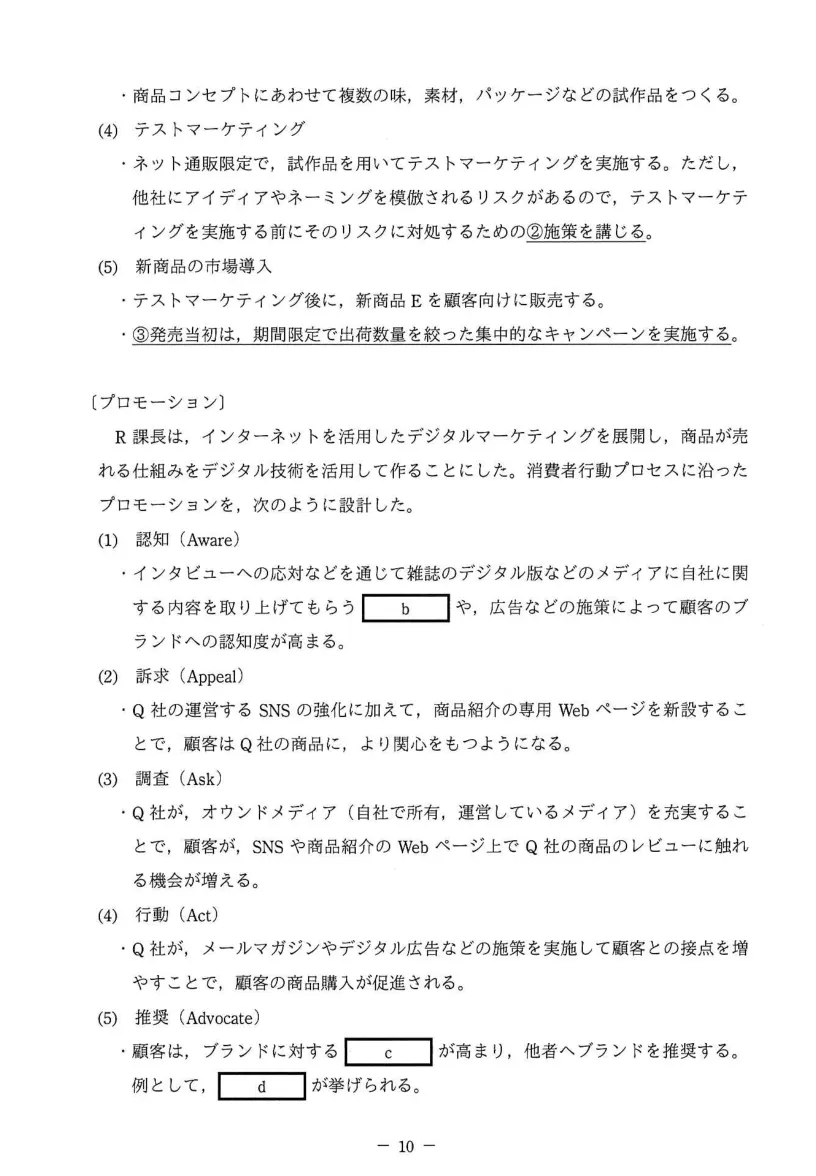 ・商品コンセプトにあわせて複数の味，素材，パッケージなどの試作品をつくる。
(4) テストマーケティング
・ネット通販限定で，試作品を用いてテストマーケティングを実施する。ただし，
他社にアイディアやネーミングを模倣されるリスクがあるので，テストマーケテ
ィングを実施する前にそのリスクに対処するための②施策を講じる。
(5) 新商品の市場導入
・テストマーケティング後に，新商品 E を顧客向けに販売する。
・③発売当初は，期間限定で出荷数量を絞った集中的なキャンペーンを実施する。
〔プロモーション〕
R 課長は，インターネットを活用したデジタルマーケティングを展開し，商品が売
れる仕組みをデジタル技術を活用して作ることにした。消費者行動プロセスに沿った
プロモーションを，次のように設計した。
(1) 認知（Aware）
・インタビューへの応対などを通じて雑誌のデジタル版などのメディアに自社に関
する内容を取り上げてもらう b や，広告などの施策によって顧客のブ
ランドへの認知度が高まる。
(2) 訴求（Appeal）
・Q 社の運営する SNS の強化に加えて，商品紹介の専用 Web ページを新設するこ
とで，顧客は Q 社の商品に，より関心をもつようになる。
(3) 調査（Ask）
・Q 社が，オウンドメディア（自社で所有，運営しているメディア）を充実するこ
とで，顧客が，SNS や商品紹介の Web ページ上で Q 社の商品のレビューに触れ
る機会が増える。
(4) 行動（Act）
・Q 社が，メールマガジンやデジタル広告などの施策を実施して顧客との接点を増
やすことで，顧客の商品購入が促進される。
(5) 推奨（Advocate）
・顧客は，ブランドに対する c が高まり，他者へブランドを推奨する。
例として， d が挙げられる。
－ 10 －